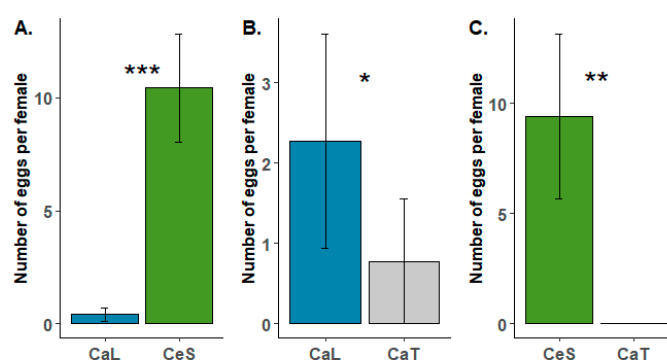 A.
Number of eggs per female
10
5
0
***
CaL CeS
B.
Number of eggs per female
3
2
1
0
*
CaL CaT
C.
Number of eggs per female
10
5
0
**
CeS CaT